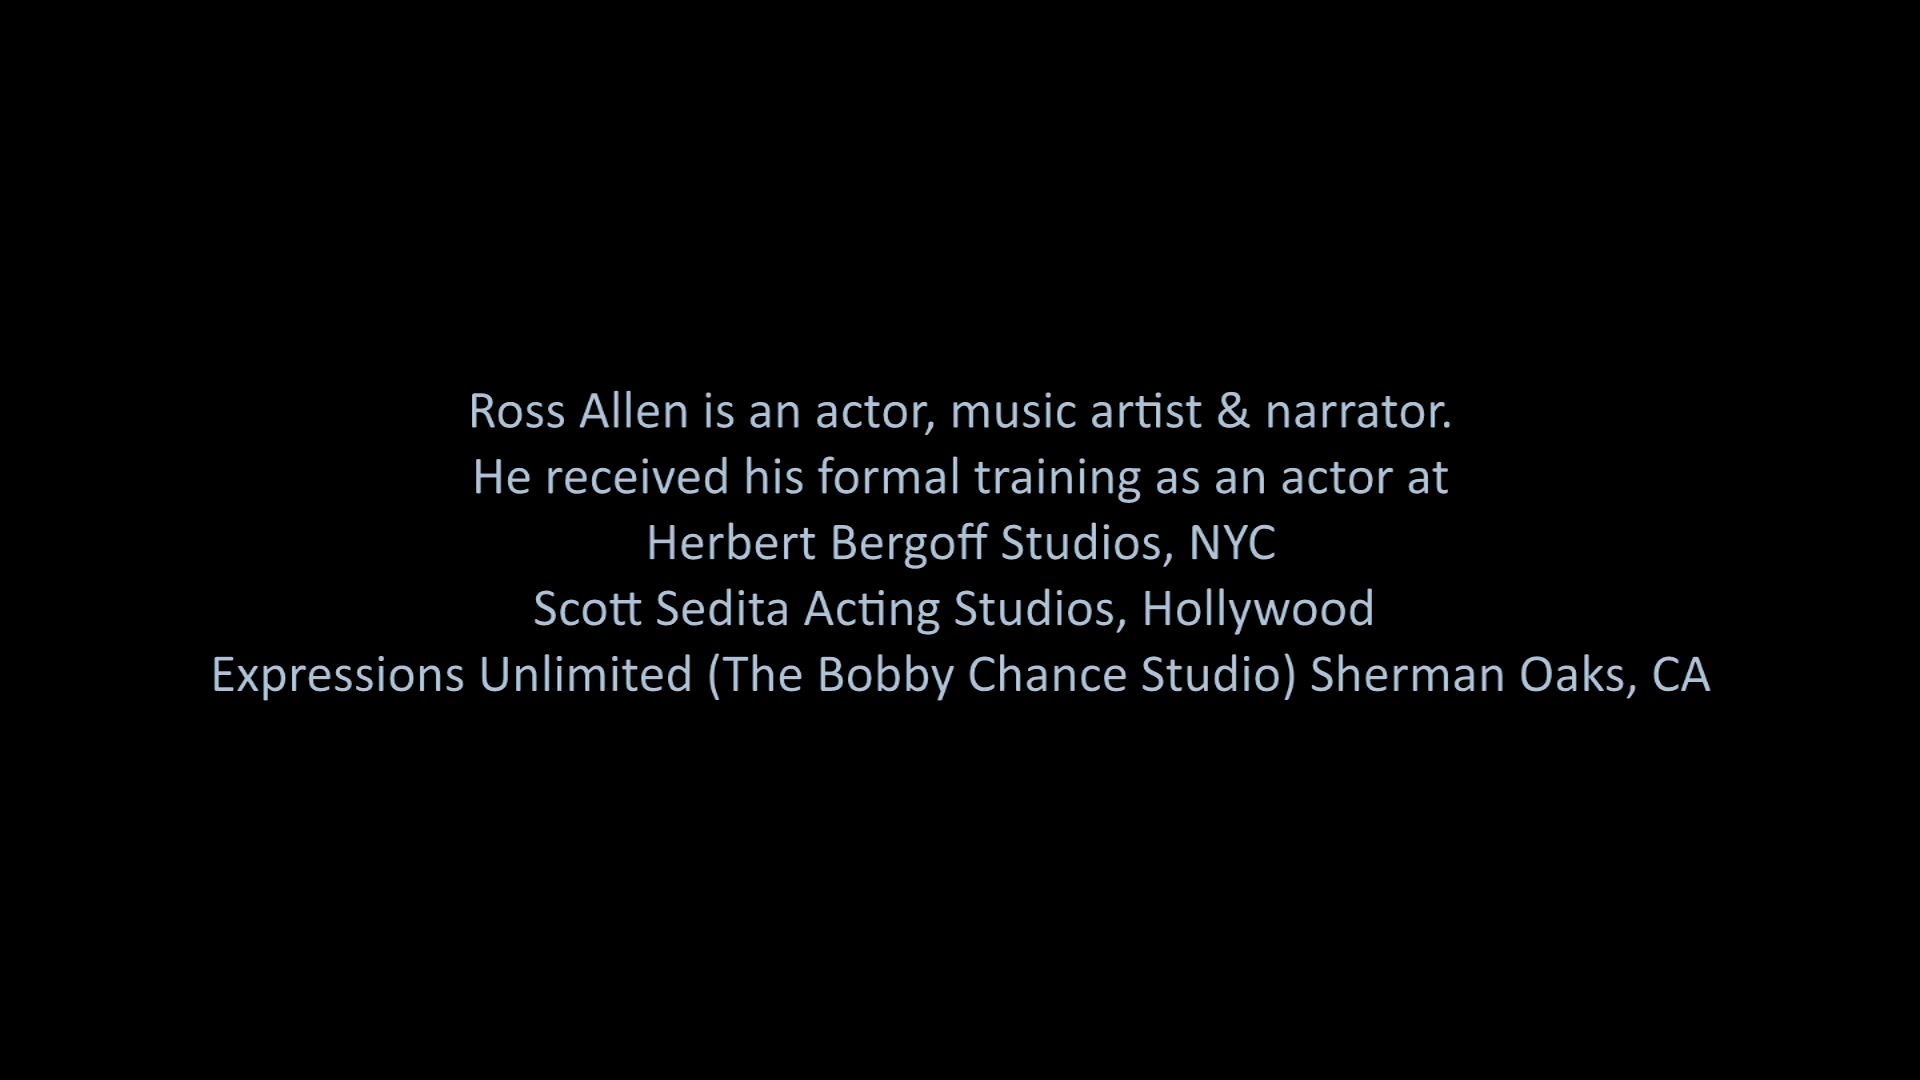 Ross Allen is an actor, music artist & narrator.
He received his formal training as an actor at
Herbert Bergoff Studios, NYC
Scott Sedita Acting Studios, Hollywood
Expressions Unlimited (The Bobby Chance Studio) Sherman Oaks, CA